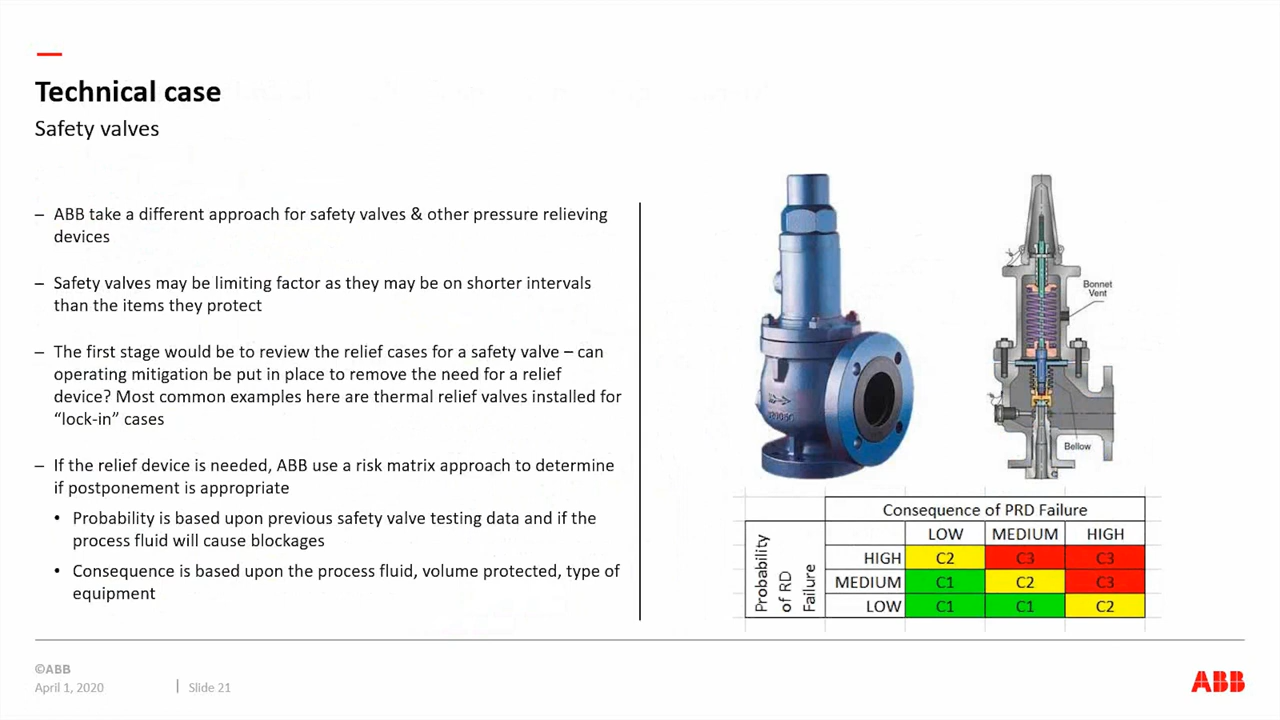 Technical case
Safety valves
– ABB take a different approach for safety valves & other pressure relieving
devices
– Safety valves may be limiting factor as they may be on shorter intervals
than the items they protect
– The first stage would be to review the relief cases for a safety valve – can
operating mitigation be put in place to remove the need for a relief
device? Most common examples here are thermal relief valves installed for
“lock-in” cases
– If the relief device is needed, ABB use a risk matrix approach to determine
if postponement is appropriate
• Probability is based upon previous safety valve testing data and if the
process fluid will cause blockages
• Consequence is based upon the process fluid, volume protected, type of
equipment
Bonnet
Vent
Bellow
Consequence of PRD Failure
LOW MEDIUM HIGH
Probability
of RD
Failure
HIGH C2 C3 C3
MEDIUM C1 C2 C3
LOW C1 C1 C2
©ABB
April 1, 2020 | Slide 21
ABB